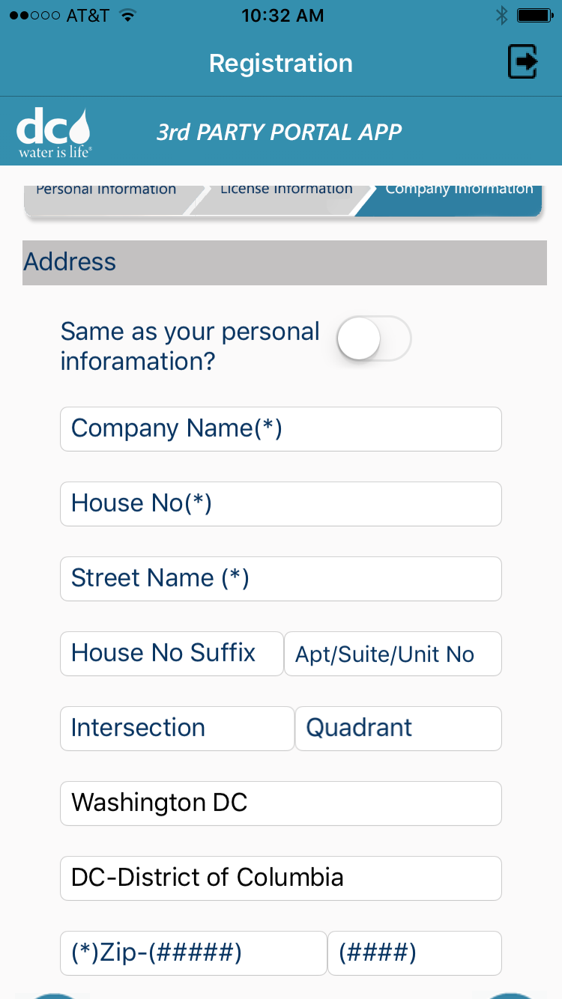 AT&T 10:32 AM
Registration
dc
water is life®
3rd PARTY PORTAL APP
Personal Information License Information Company Information
Address
Same as your personal
inforamation?
Company Name(*)
House No(*)
Street Name (*)
House No Suffix Apt/Suite/Unit No
Intersection Quadrant
Washington DC
DC-District of Columbia
(*)Zip-(#####) (####)